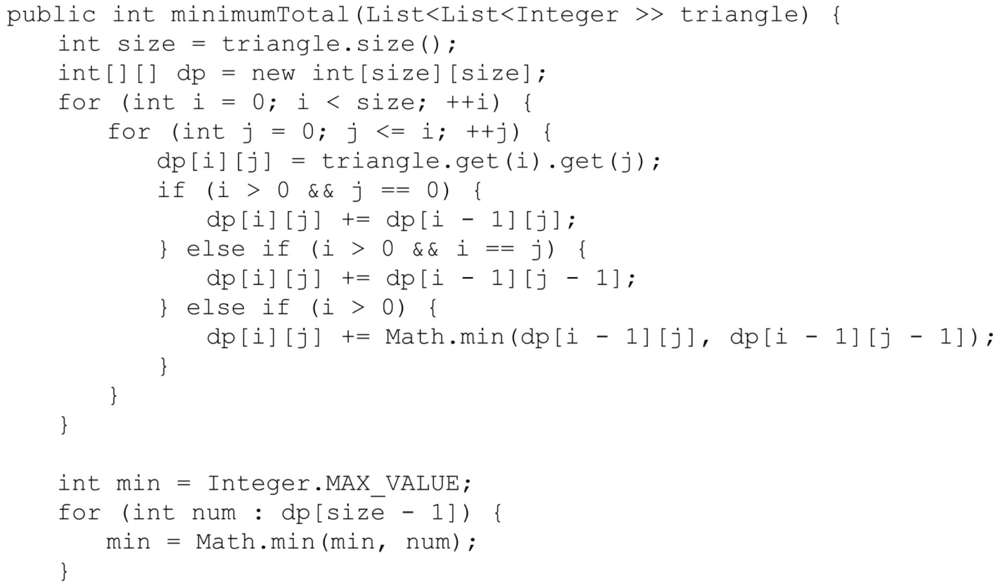 public int minimumTotal(List<List<Integer >> triangle) {
    int size = triangle.size();
    int[][] dp = new int[size][size];
    for (int i = 0; i < size; ++i) {
        for (int j = 0; j <= i; ++j) {
            dp[i][j] = triangle.get(i).get(j);
            if (i > 0 && j == 0) {
                dp[i][j] += dp[i - 1][j];
            } else if (i > 0 && i == j) {
                dp[i][j] += dp[i - 1][j - 1];
            } else if (i > 0) {
                dp[i][j] += Math.min(dp[i - 1][j], dp[i - 1][j - 1]);
            }
        }
    }

    int min = Integer.MAX_VALUE;
    for (int num : dp[size - 1]) {
        min = Math.min(min, num);
    }